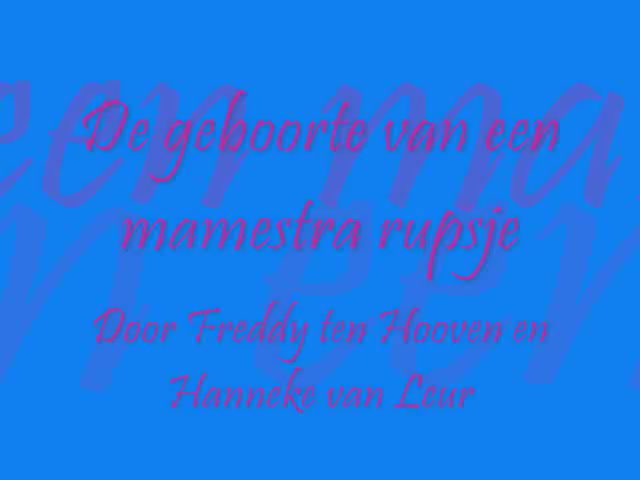 De geboorte van een
mamestra rupsje
Door Freddy ten Hooven en
Hanneke van Leur